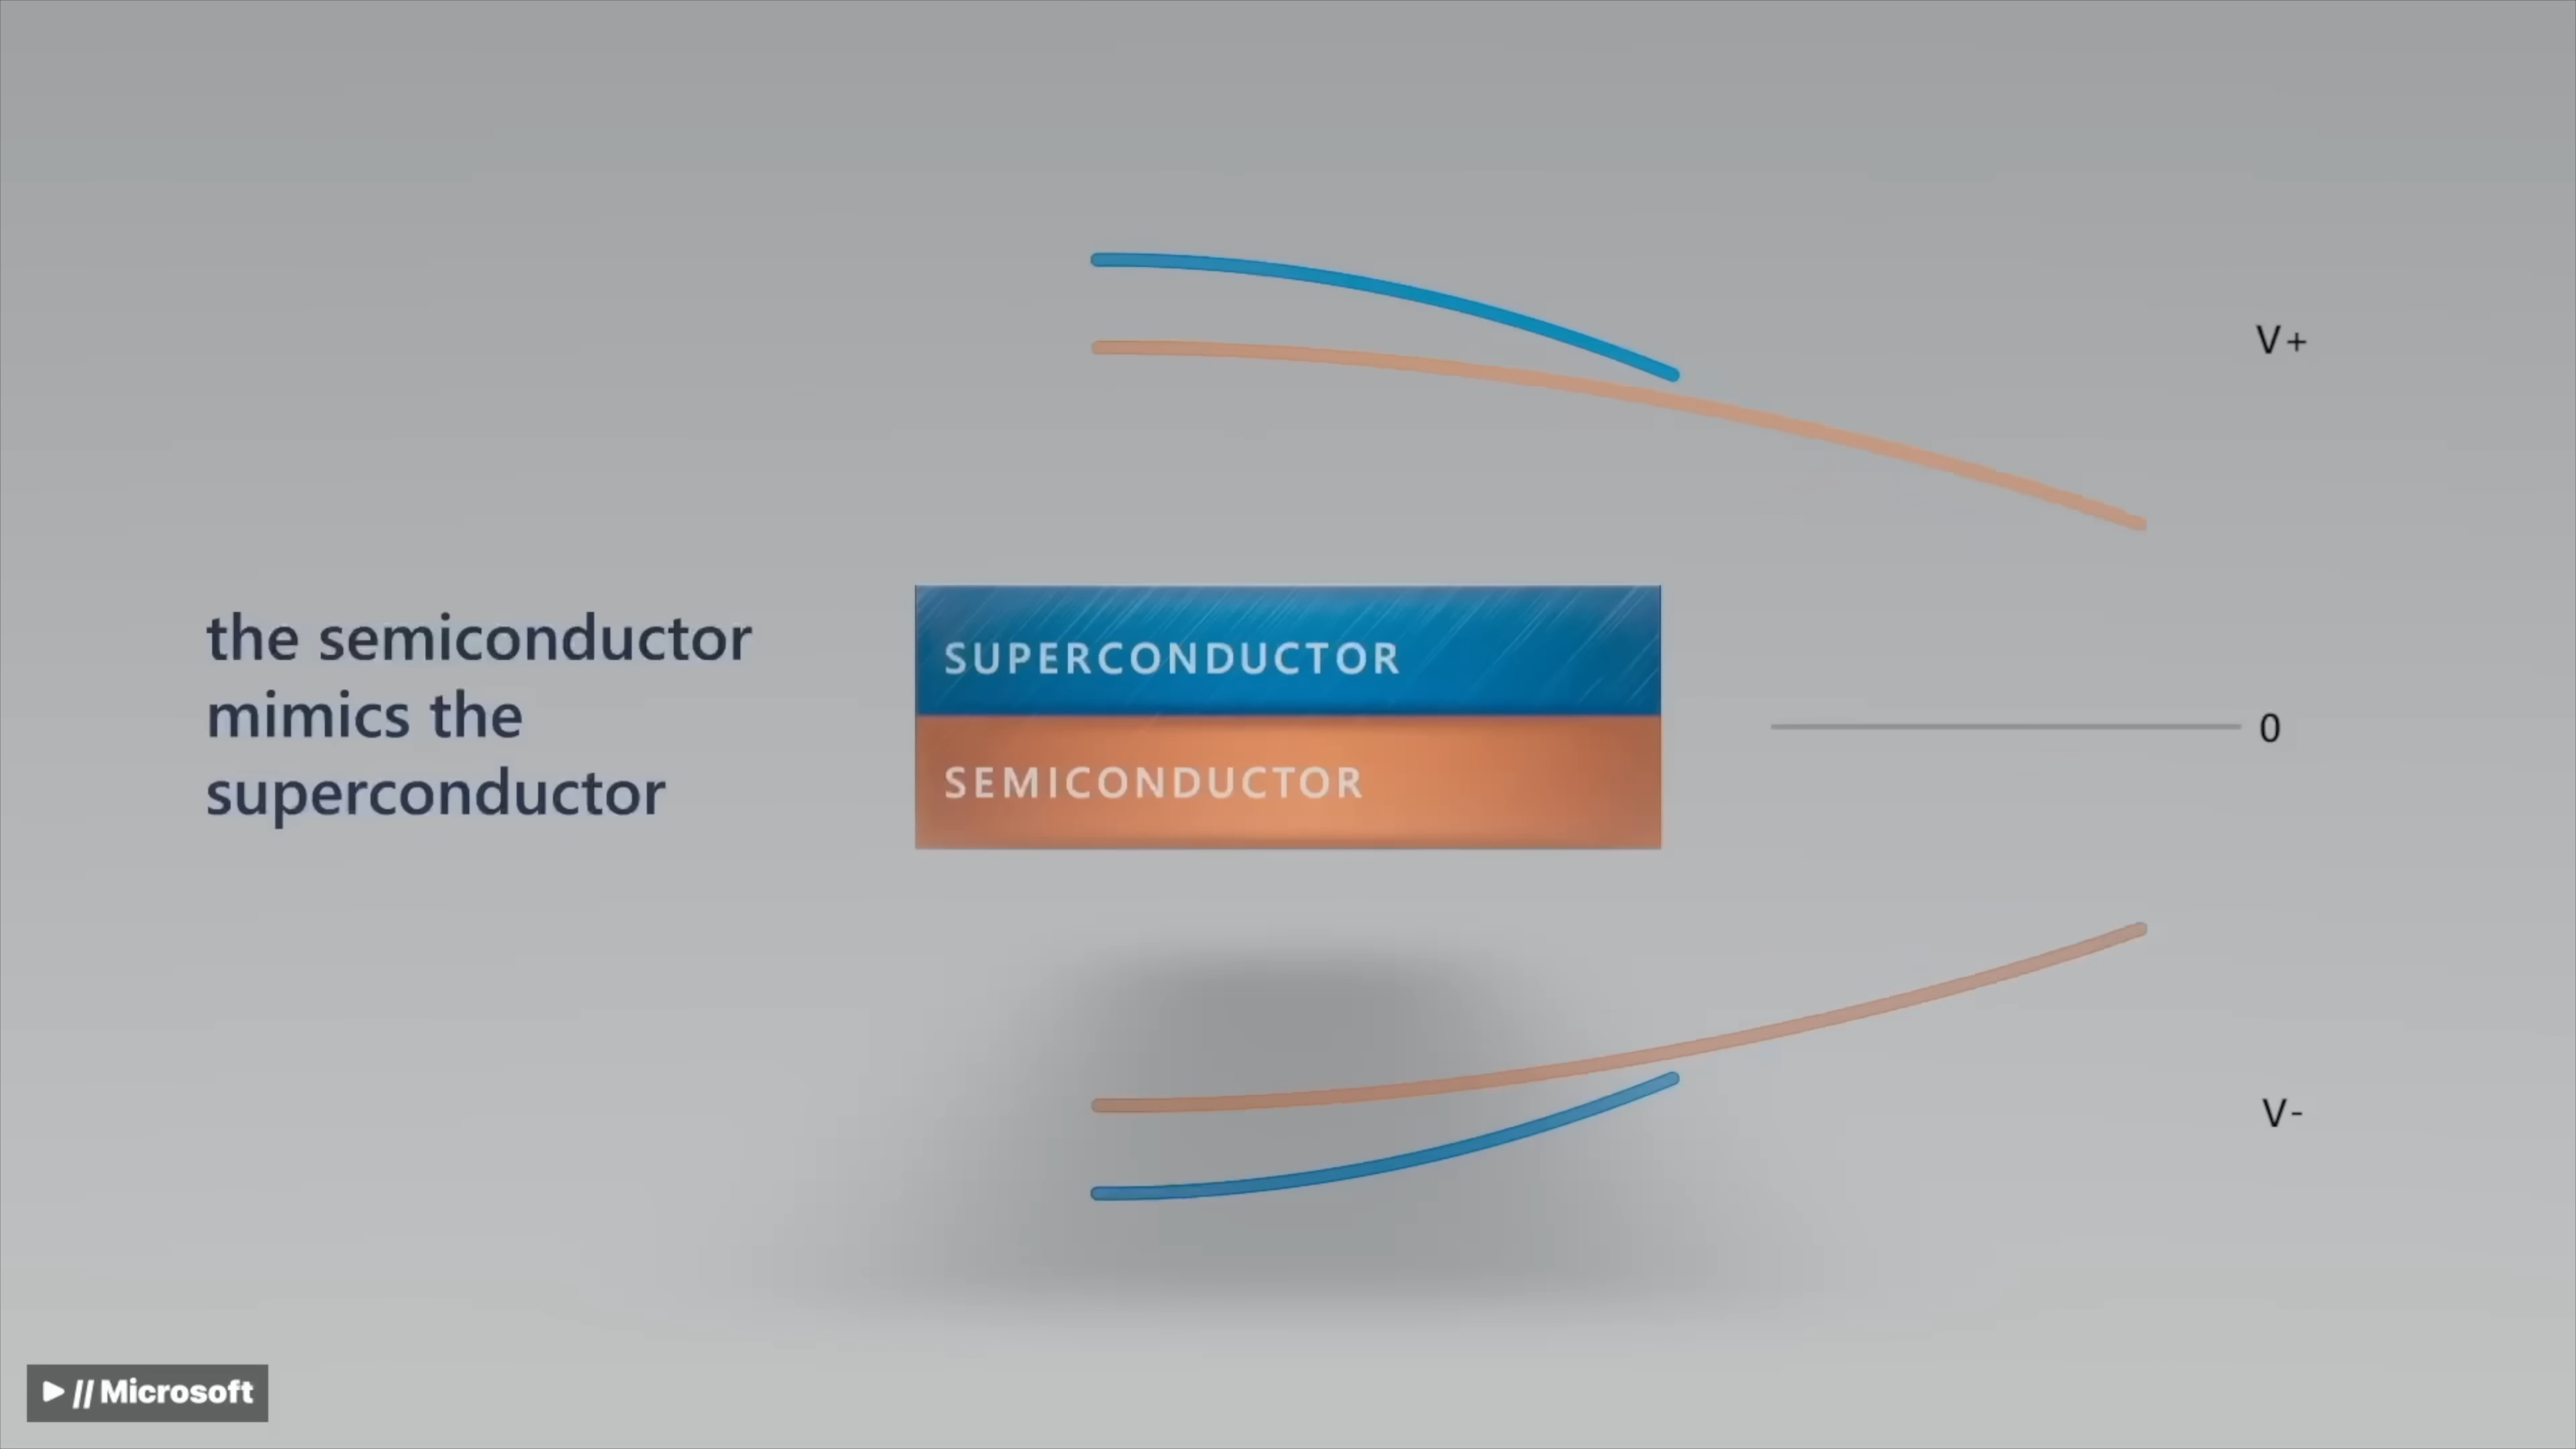 V+
the semiconductor
mimics the
superconductor
SUPERCONDUCTOR
SEMICONDUCTOR
0
V-
// Microsoft